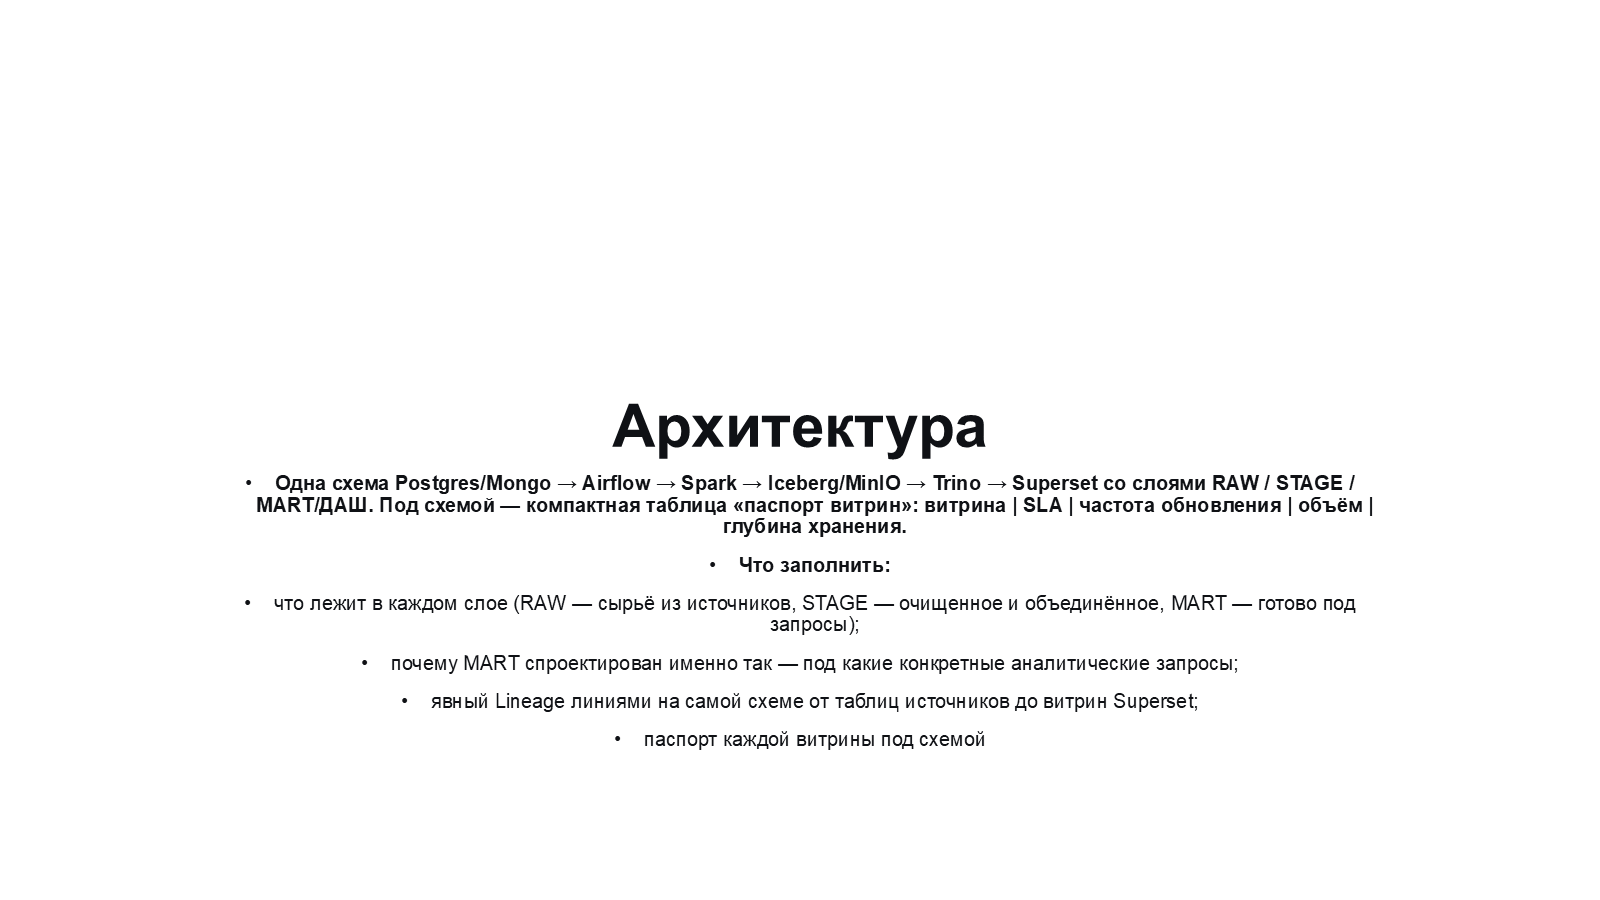 Архитектура
• Одна схема Postgres/Mongo → Airflow → Spark → Iceberg/MinIO → Trino → Superset со слоями RAW / STAGE /
MART/ДАШ. Под схемой — компактная таблица «паспорт витрин»: витрина | SLA | частота обновления | объём |
глубина хранения.
• Что заполнить:
• что лежит в каждом слое (RAW — сырьё из источников, STAGE — очищенное и объединённое, MART — готово под
запросы);
• почему MART спроектирован именно так — под какие конкретные аналитические запросы;
• явный Lineage линиями на самой схеме от таблиц источников до витрин Superset;
• паспорт каждой витрины под схемой